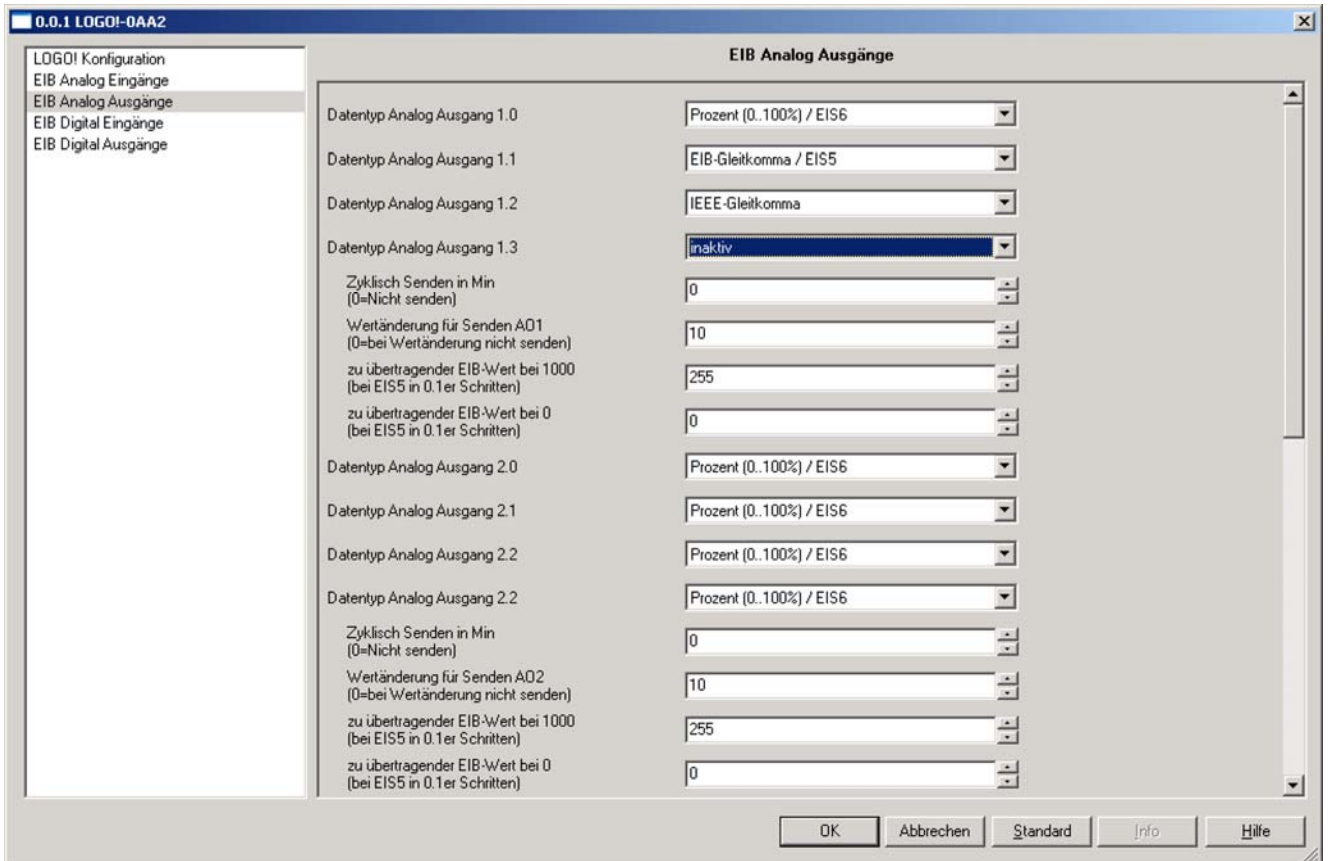 0.0.1 LOGO!-0AA2
LOGO! Konfiguration
EIB Analog Eingänge
EIB Analog Ausgänge
EIB Digital Eingänge
EIB Digital Ausgänge
EIB Analog Ausgänge
Datentyp Analog Ausgang 1.0
Prozent (0..100%) / EIS6
Datentyp Analog Ausgang 1.1
EIB-Gleitkomma / EIS5
Datentyp Analog Ausgang 1.2
IEEE-Gleitkomma
Datentyp Analog Ausgang 1.3
inaktiv
Zyklisch Senden in Min
(0=Nicht senden)
0
Wertänderung für Senden AO1
(0=bei Wertänderung nicht senden)
10
zu übertragender EIB-Wert bei 1000
(bei EIS5 in 0.1er Schritten)
255
zu übertragender EIB-Wert bei 0
(bei EIS5 in 0.1er Schritten)
0
Datentyp Analog Ausgang 2.0
Prozent (0..100%) / EIS6
Datentyp Analog Ausgang 2.1
Prozent (0..100%) / EIS6
Datentyp Analog Ausgang 2.2
Prozent (0..100%) / EIS6
Datentyp Analog Ausgang 2.2
Prozent (0..100%) / EIS6
Zyklisch Senden in Min
(0=Nicht senden)
0
Wertänderung für Senden AO2
(0=bei Wertänderung nicht senden)
10
zu übertragender EIB-Wert bei 1000
(bei EIS5 in 0.1er Schritten)
255
zu übertragender EIB-Wert bei 0
(bei EIS5 in 0.1er Schritten)
0
OK
Abbrechen
Standard
Info
Hilfe